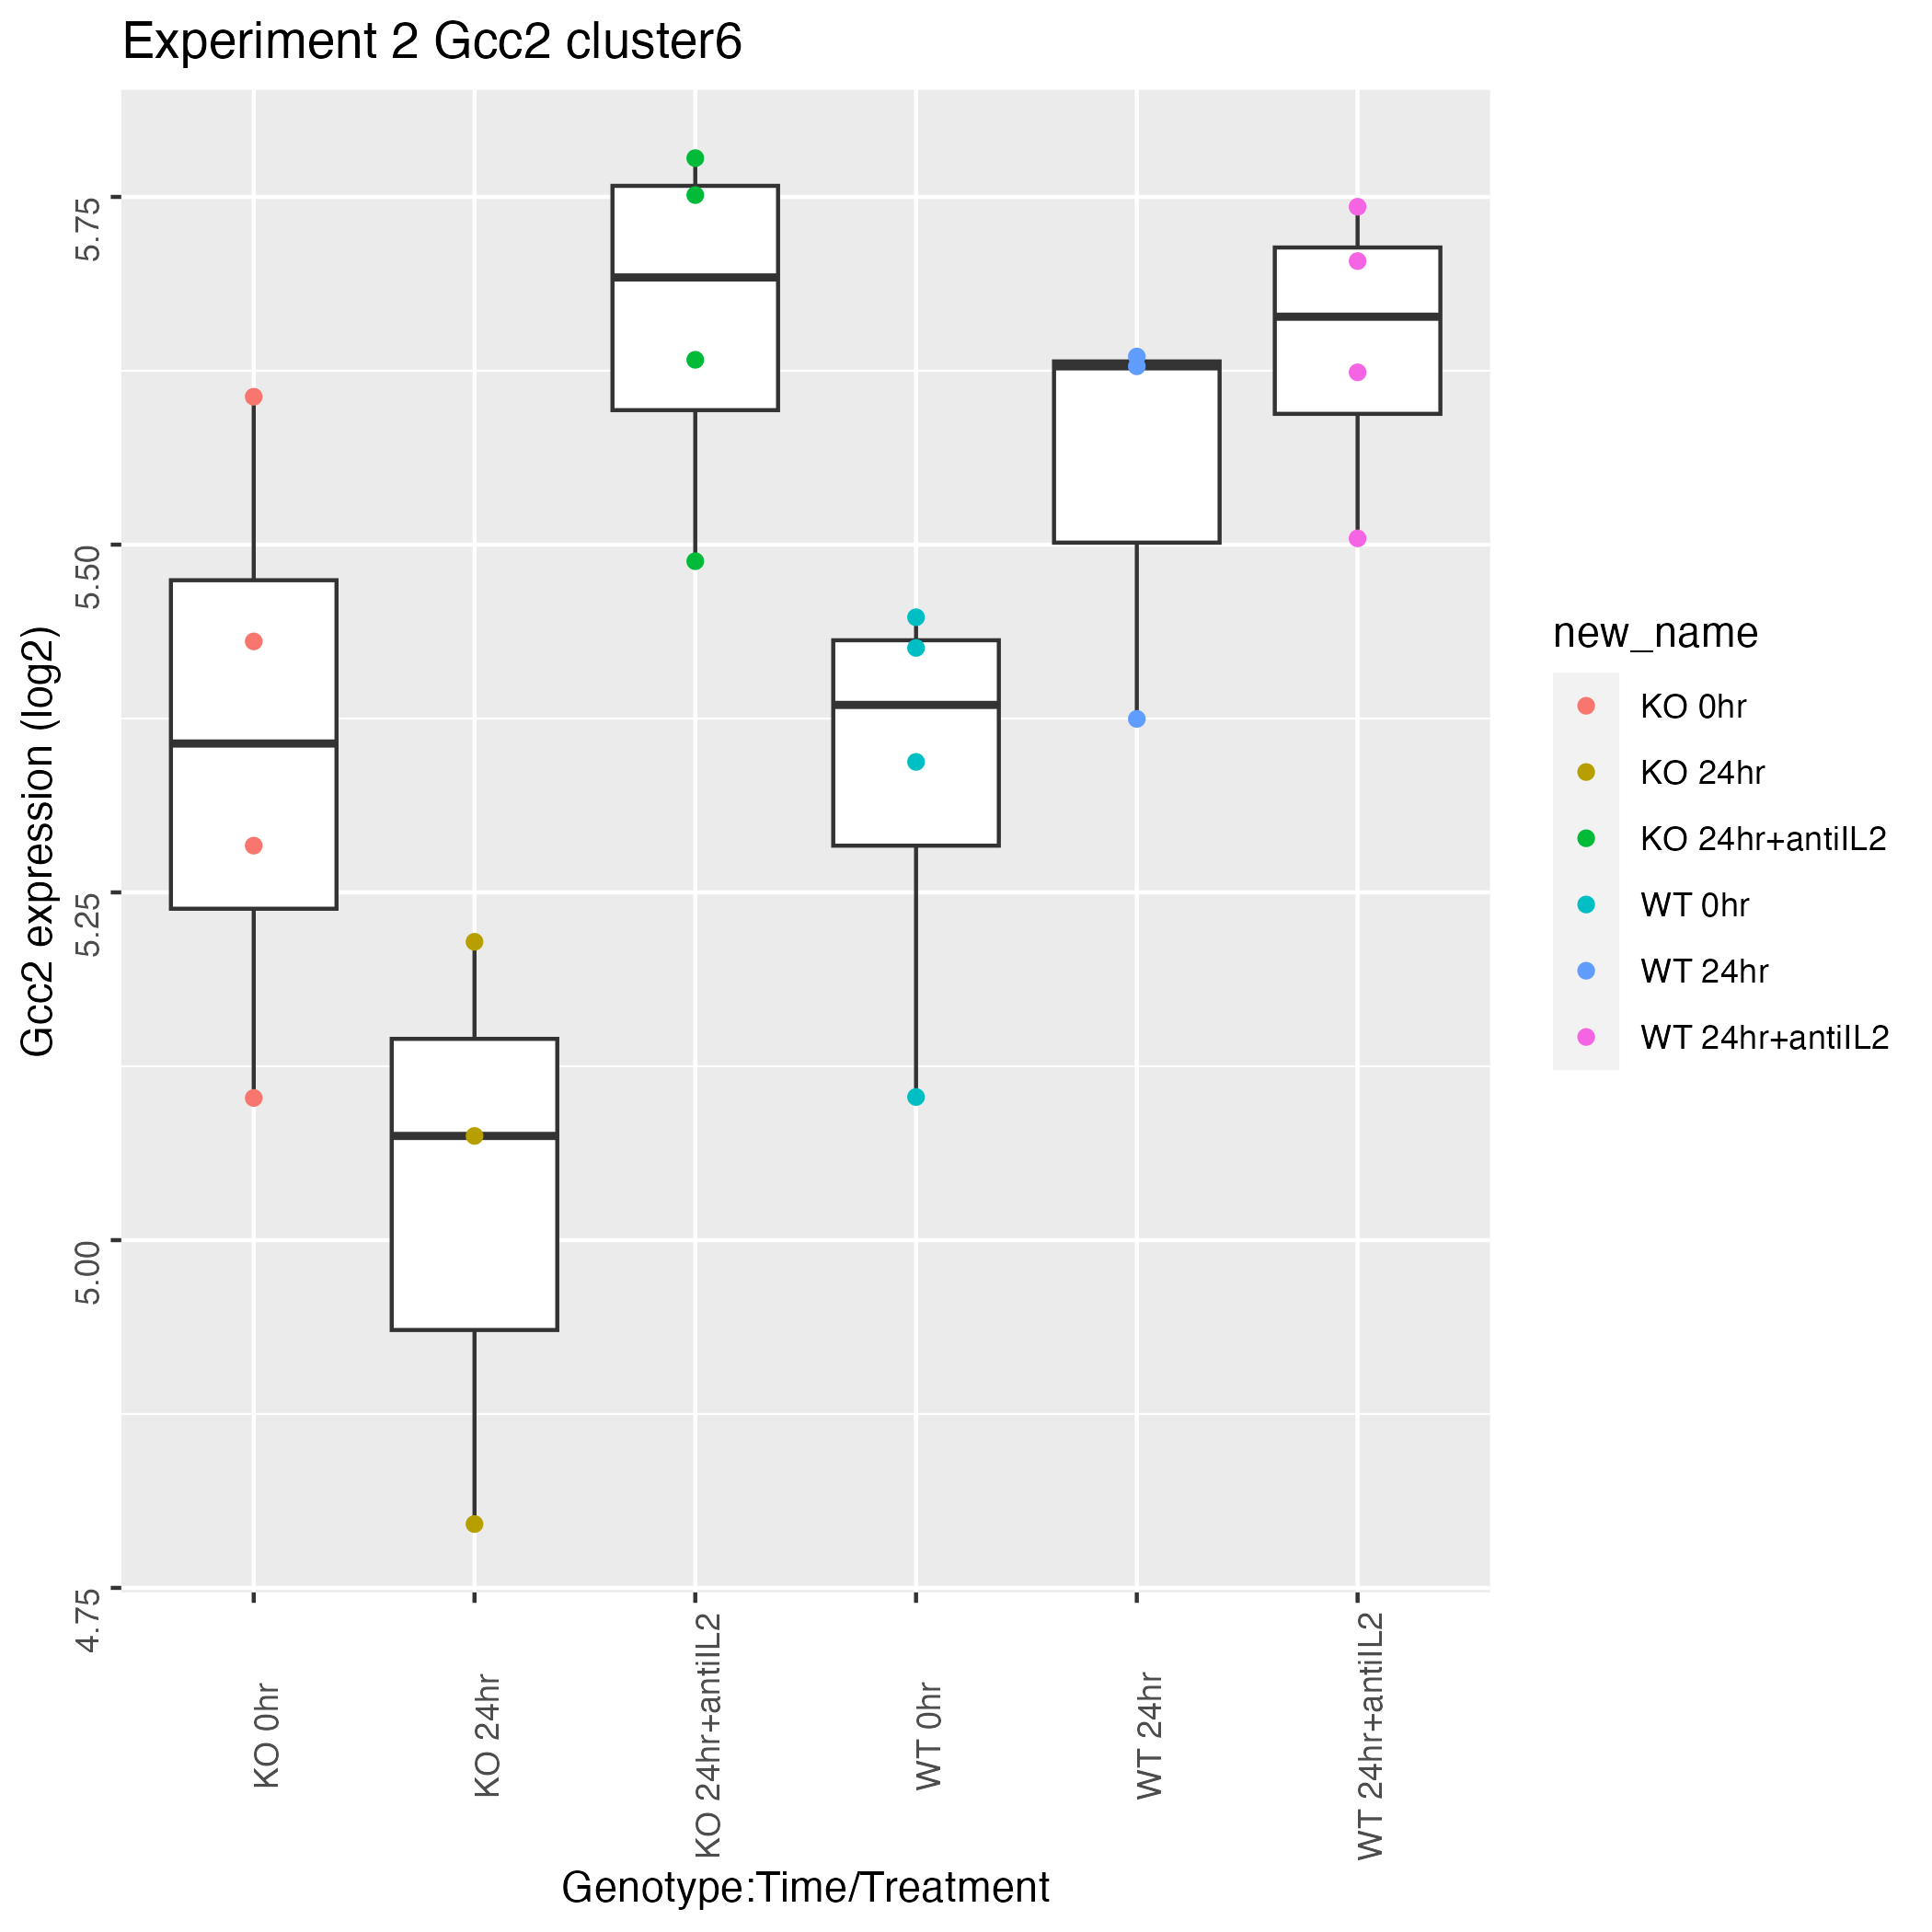 Experiment 2 Gcc2 cluster6
Gcc2 expression (log2)
5.75
5.50
5.25
5.00
4.75
KO 0hr
KO 24hr
KO 24hr+antiIL2
WT 0hr
WT 24hr
WT 24hr+antiIL2
Genotype:Time/Treatment
new_name
KO 0hr
KO 24hr
KO 24hr+antiIL2
WT 0hr
WT 24hr
WT 24hr+antiIL2